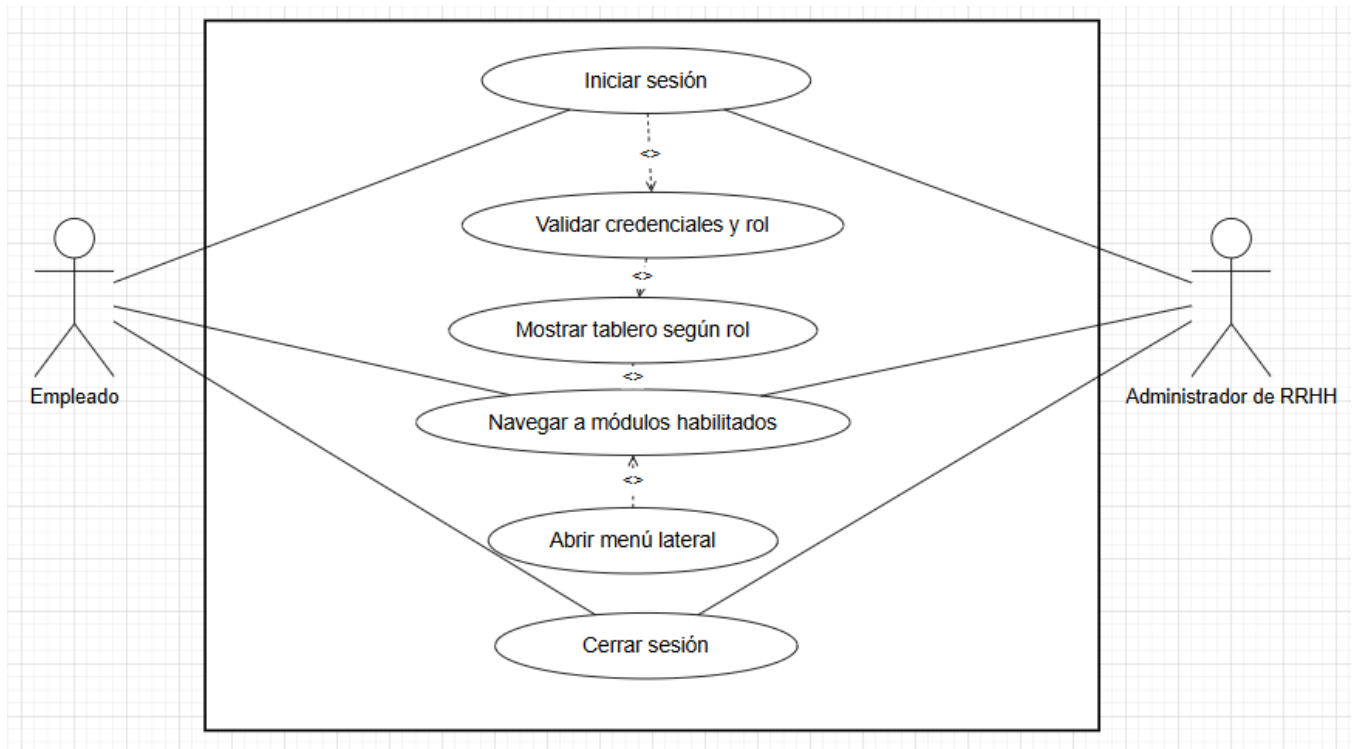 Iniciar sesión
<>
Validar credenciales y rol
<>
Mostrar tablero según rol
<>
Empleado
Administrador de RRHH
Navegar a módulos habilitados
<>
Abrir menú lateral
Cerrar sesión